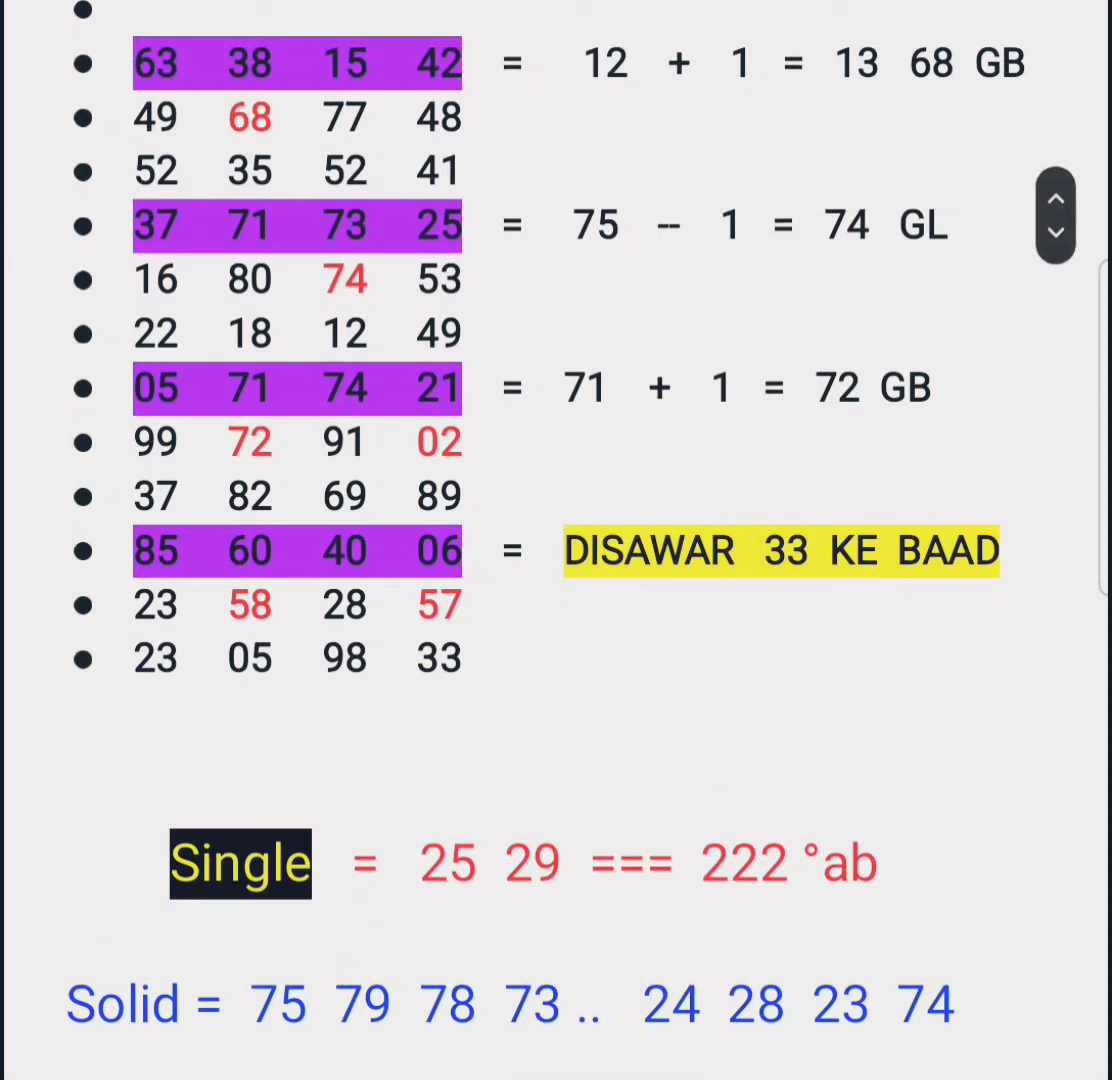 63 38 15 42 = 12 + 1 = 13 68 GB
49 68 77 48
52 35 52 41
37 71 73 25 = 75 -- 1 = 74 GL
16 80 74 53
22 18 12 49
05 71 74 21 = 71 + 1 = 72 GB
99 72 91 02
37 82 69 89
85 60 40 06 = DISAWAR 33 KE BAAD
23 58 28 57
23 05 98 33
Single = 25 29 === 222 °ab
Solid = 75 79 78 73 .. 24 28 23 74